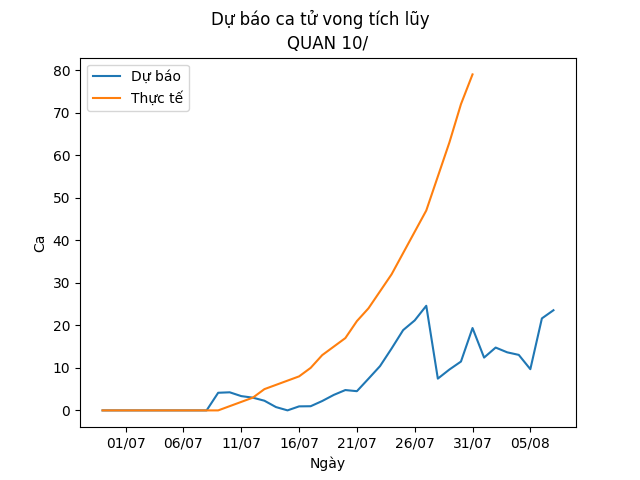 Dự báo ca tử vong tích lũy
QUAN 10/
Dự báo
Thực tế
80
70
60
50
40
30
20
10
0
Ca
01/07 06/07 11/07 16/07 21/07 26/07 31/07 05/08
Ngày